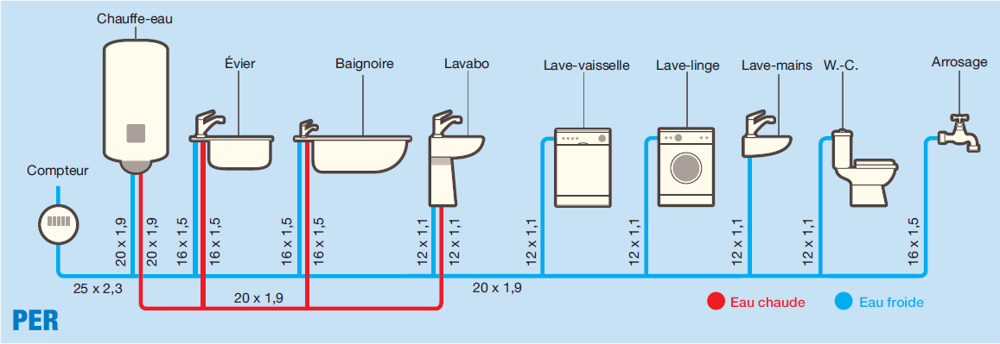 Chauffe-eau
Évier
Baignoire
Lavabo
Lave-vaisselle
Lave-linge
Lave-mains
W.-C.
Arrosage
Compteur
20 x 1,9
20 x 1,9
16 x 1,5
16 x 1,5
16 x 1,5
16 x 1,5
12 x 1,1
12 x 1,1
12 x 1,1
12 x 1,1
12 x 1,1
12 x 1,1
16 x 1,5
25 x 2,3
20 x 1,9
20 x 1,9
Eau chaude
Eau froide
PER